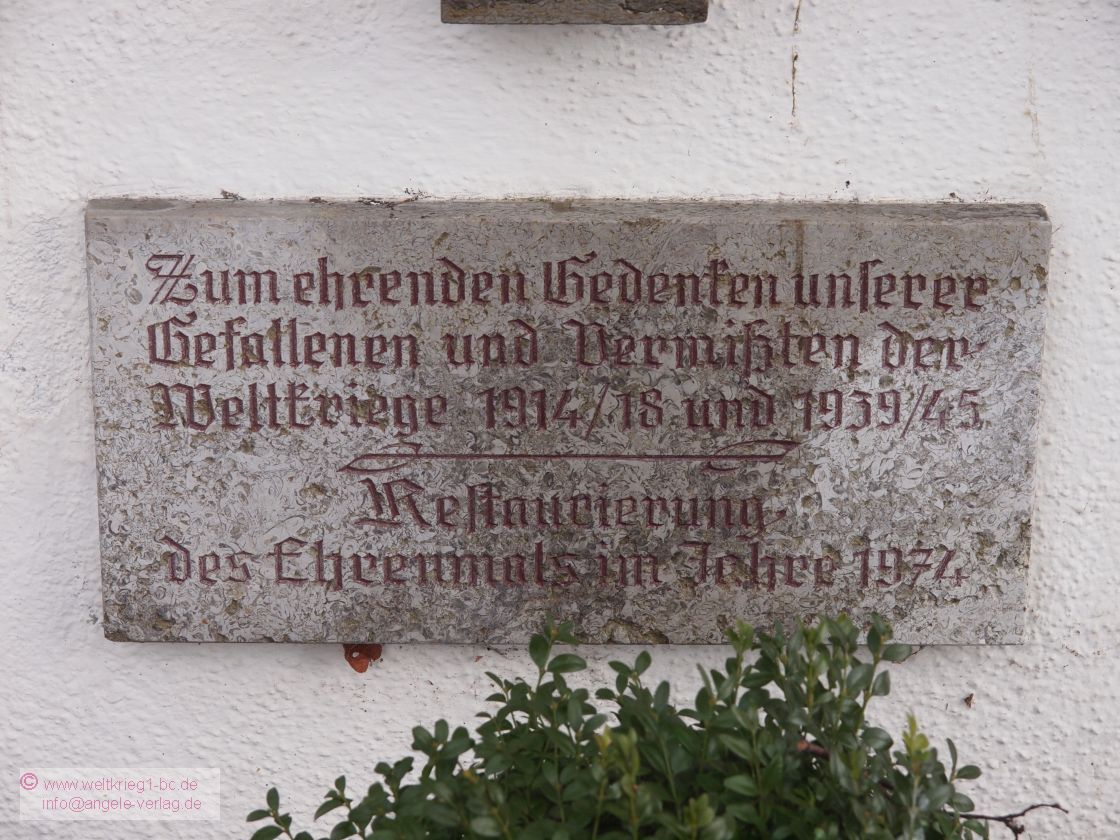 Zum ehrenden Gedenken unserer
Gefallenen und Vermißten der
Weltkriege 1914/18 und 1939/45
Restaurierung
des Ehrenmals im Jahre 1974
© www.weltkrieg1-bc.de
info@angele-verlag.de